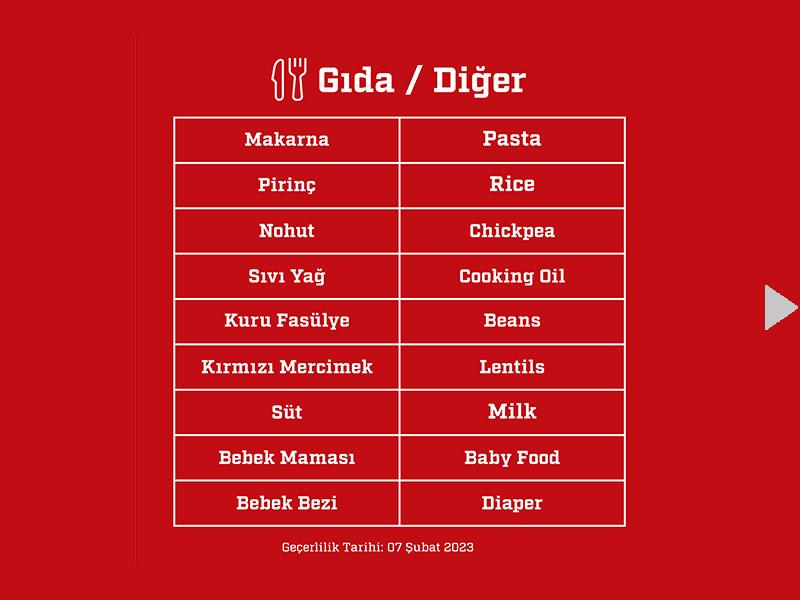 Gıda / Diğer
Makarna Pasta
Pirinç Rice
Nohut Chickpea
Sıvı Yağ Cooking Oil
Kuru Fasülye Beans
Kırmızı Mercimek Lentils
Süt Milk
Bebek Maması Baby Food
Bebek Bezi Diaper
Geçerlilik Tarihi: 07 Şubat 2023